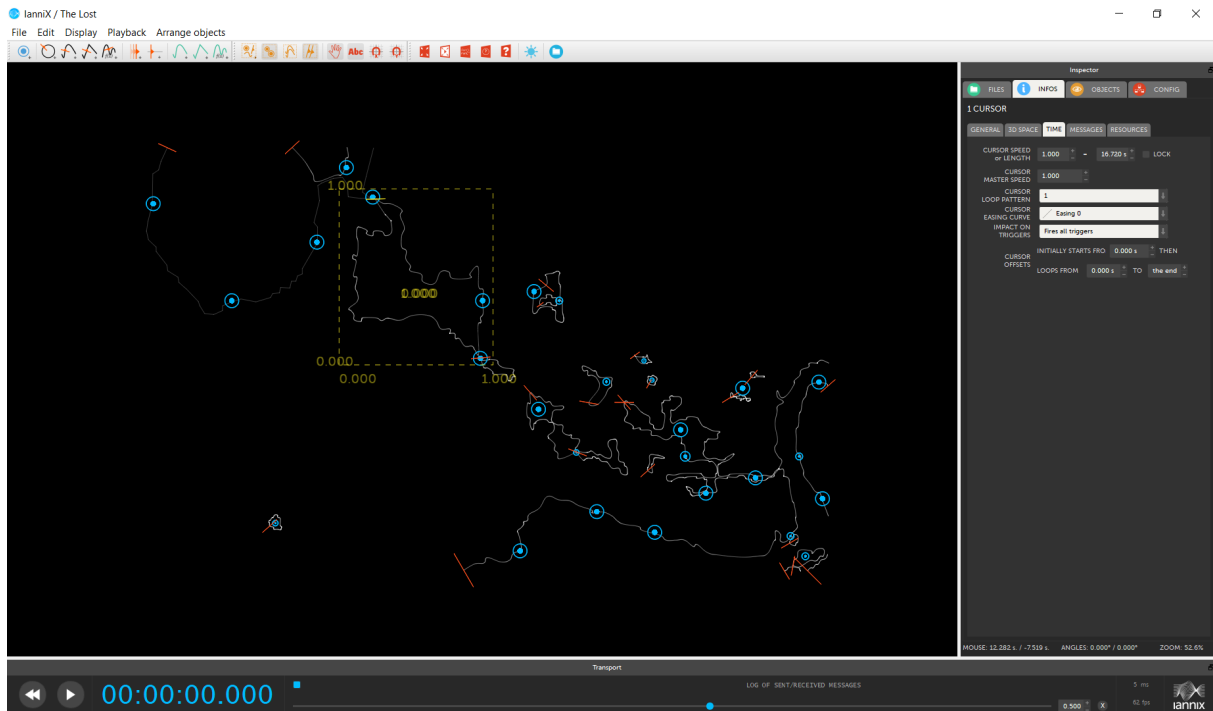 IanniX / The Lost
File Edit Display Playback Arrange objects
Abc
Inspector
FILES INFOS OBJECTS CONFIG
1 CURSOR
GENERAL 3D SPACE TIME MESSAGES RESOURCES
CURSOR SPEED or LENGTH 1.000 - 16.720 s LOCK
CURSOR MASTER SPEED 1.000
CURSOR LOOP PATTERN 1
CURSOR EASING CURVE Easing 0
IMPACT ON TRIGGERS Fires all triggers
CURSOR OFFSETS INITIALLY STARTS FRO 0.000 s THEN
LOOPS FROM 0.000 s TO the end
1.000
0.000
0.000 1.000
MOUSE: 12.282 s. / -7.519 s. ANGLES: 0.000° / 0.000° ZOOM: 52.6%
Transport
00:00:00.000
LOG OF SENT/RECEIVED MESSAGES
5 ms
0.500 X 62 fps
iannix